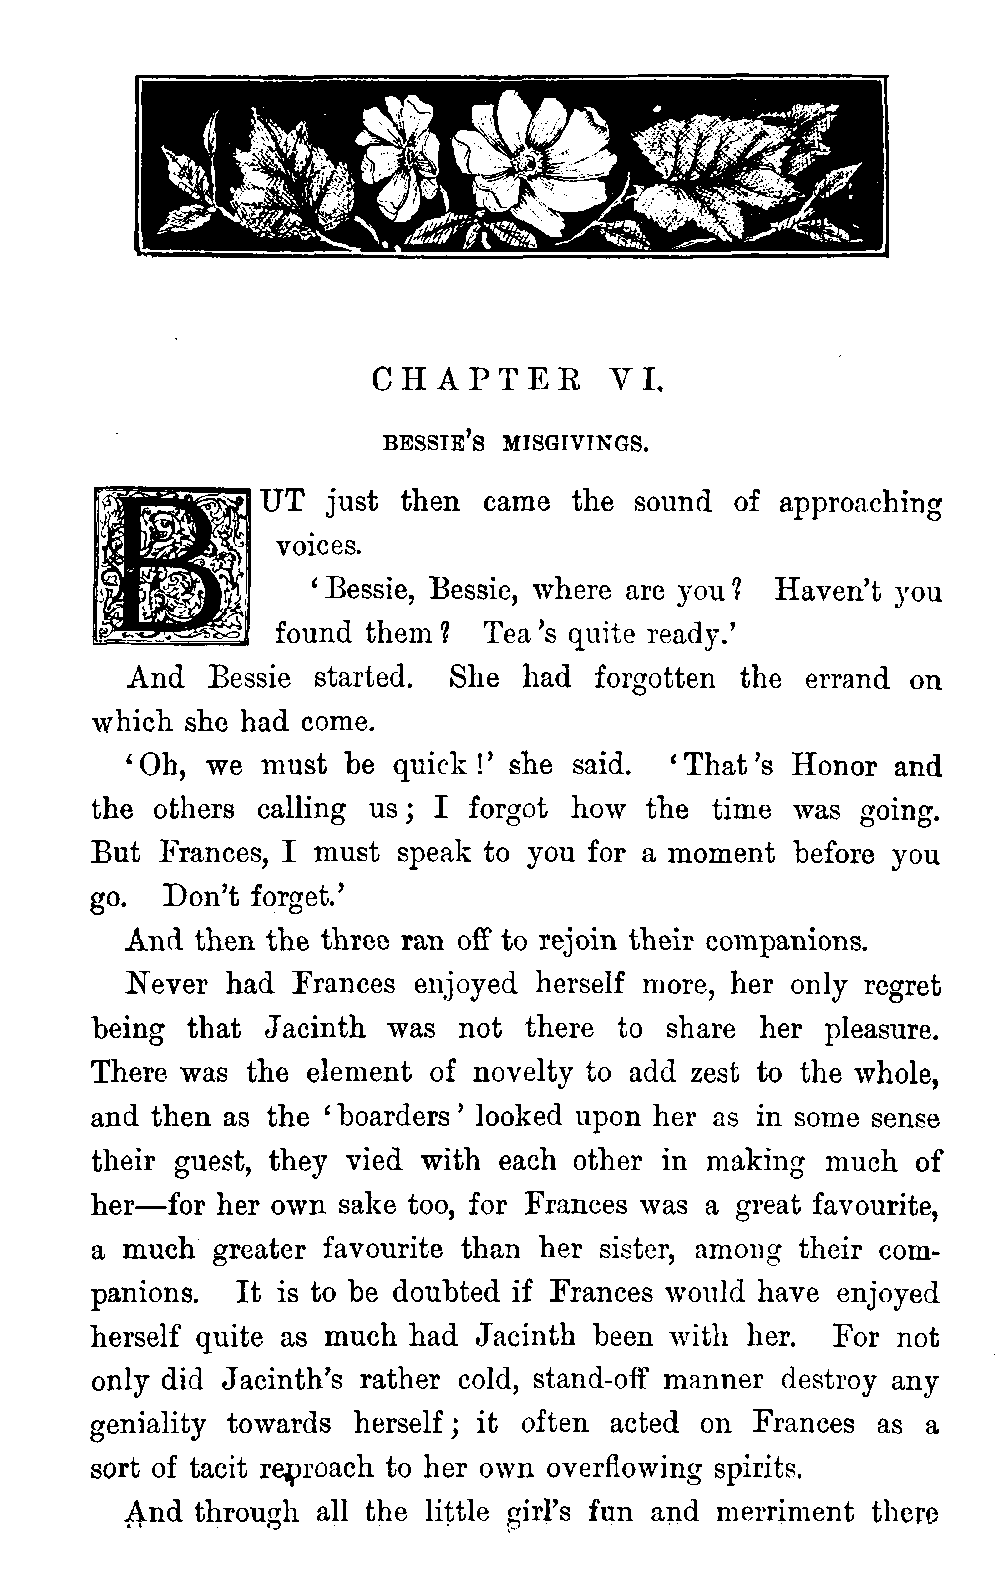 CHAPTER VI.
BESSIE'S MISGIVINGS.
BUT just then came the sound of approaching
voices.
‘Bessie, Bessie, where are you? Haven't you
found them? Tea's quite ready.’
And Bessie started. She had forgotten the errand on
which she had come.
‘Oh, we must be quick!’ she said. ‘That's Honor and
the others calling us; I forgot how the time was going.
But Frances, I must speak to you for a moment before you
go. Don't forget.’
And then the three ran off to rejoin their companions.
Never had Frances enjoyed herself more, her only regret
being that Jacinth was not there to share her pleasure.
There was the element of novelty to add zest to the whole,
and then as the ‘boarders’ looked upon her as in some sense
their guest, they vied with each other in making much of
her—for her own sake too, for Frances was a great favourite,
a much greater favourite than her sister, among their com-
panions. It is to be doubted if Frances would have enjoyed
herself quite as much had Jacinth been with her. For not
only did Jacinth's rather cold, stand-off manner destroy any
geniality towards herself; it often acted on Frances as a
sort of tacit reproach to her own overflowing spirits.
And through all the little girl's fun and merriment there